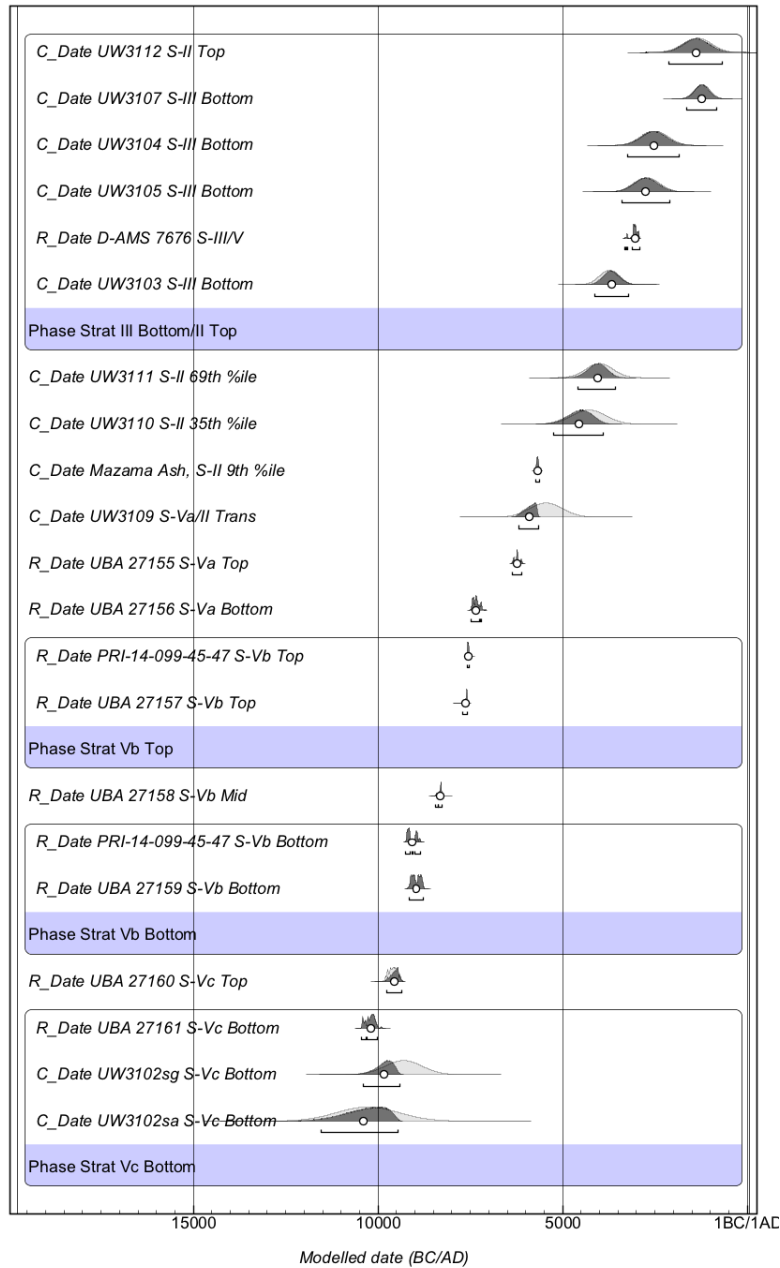 C_Date UW3112 S-II Top
C_Date UW3107 S-III Bottom
C_Date UW3104 S-III Bottom
C_Date UW3105 S-III Bottom
R_Date D-AMS 7676 S-III/V
C_Date UW3103 S-III Bottom
Phase Strat III Bottom/II Top
C_Date UW3111 S-II 69th %ile
C_Date UW3110 S-II 35th %ile
C_Date Mazama Ash, S-II 9th %ile
C_Date UW3109 S-Va/II Trans
R_Date UBA 27155 S-Va Top
R_Date UBA 27156 S-Va Bottom
R_Date PRI-14-099-45-47 S-Vb Top
R_Date UBA 27157 S-Vb Top
Phase Strat Vb Top
R_Date UBA 27158 S-Vb Mid
R_Date PRI-14-099-45-47 S-Vb Bottom
R_Date UBA 27159 S-Vb Bottom
Phase Strat Vb Bottom
R_Date UBA 27160 S-Vc Top
R_Date UBA 27161 S-Vc Bottom
C_Date UW3102sg S-Vc Bottom
C_Date UW3102sa S-Vc Bottom
Phase Strat Vc Bottom
15000 10000 5000 1BC/1AD
Modelled date (BC/AD)